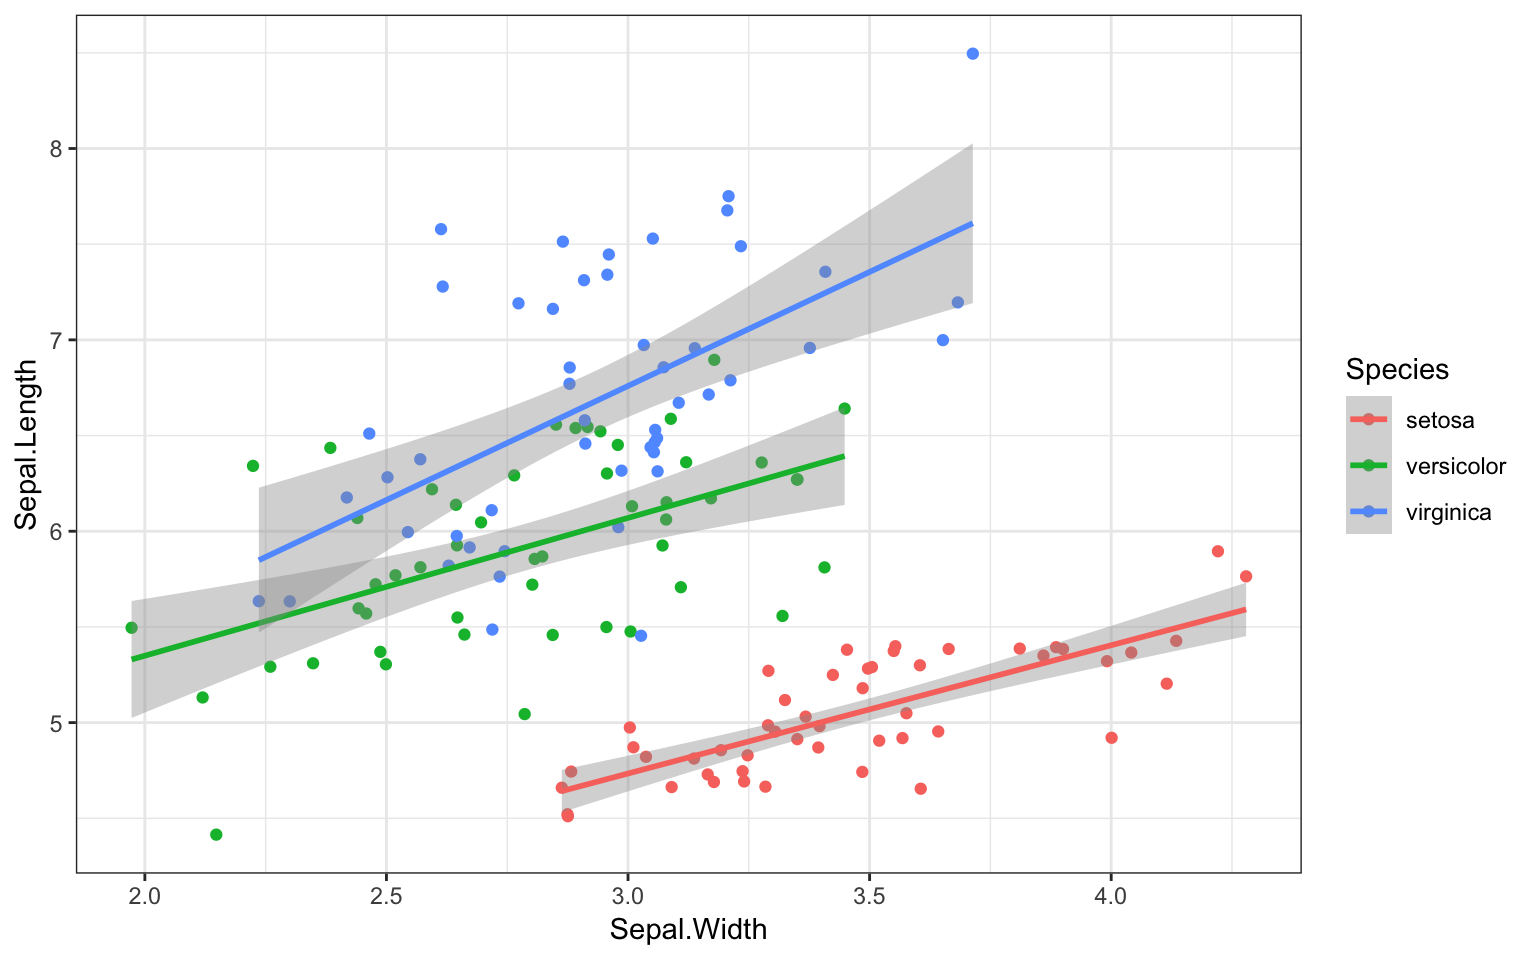 8
7
6
5
Sepal.Length
2.0 2.5 3.0 3.5 4.0
Sepal.Width
Species
setosa
versicolor
virginica